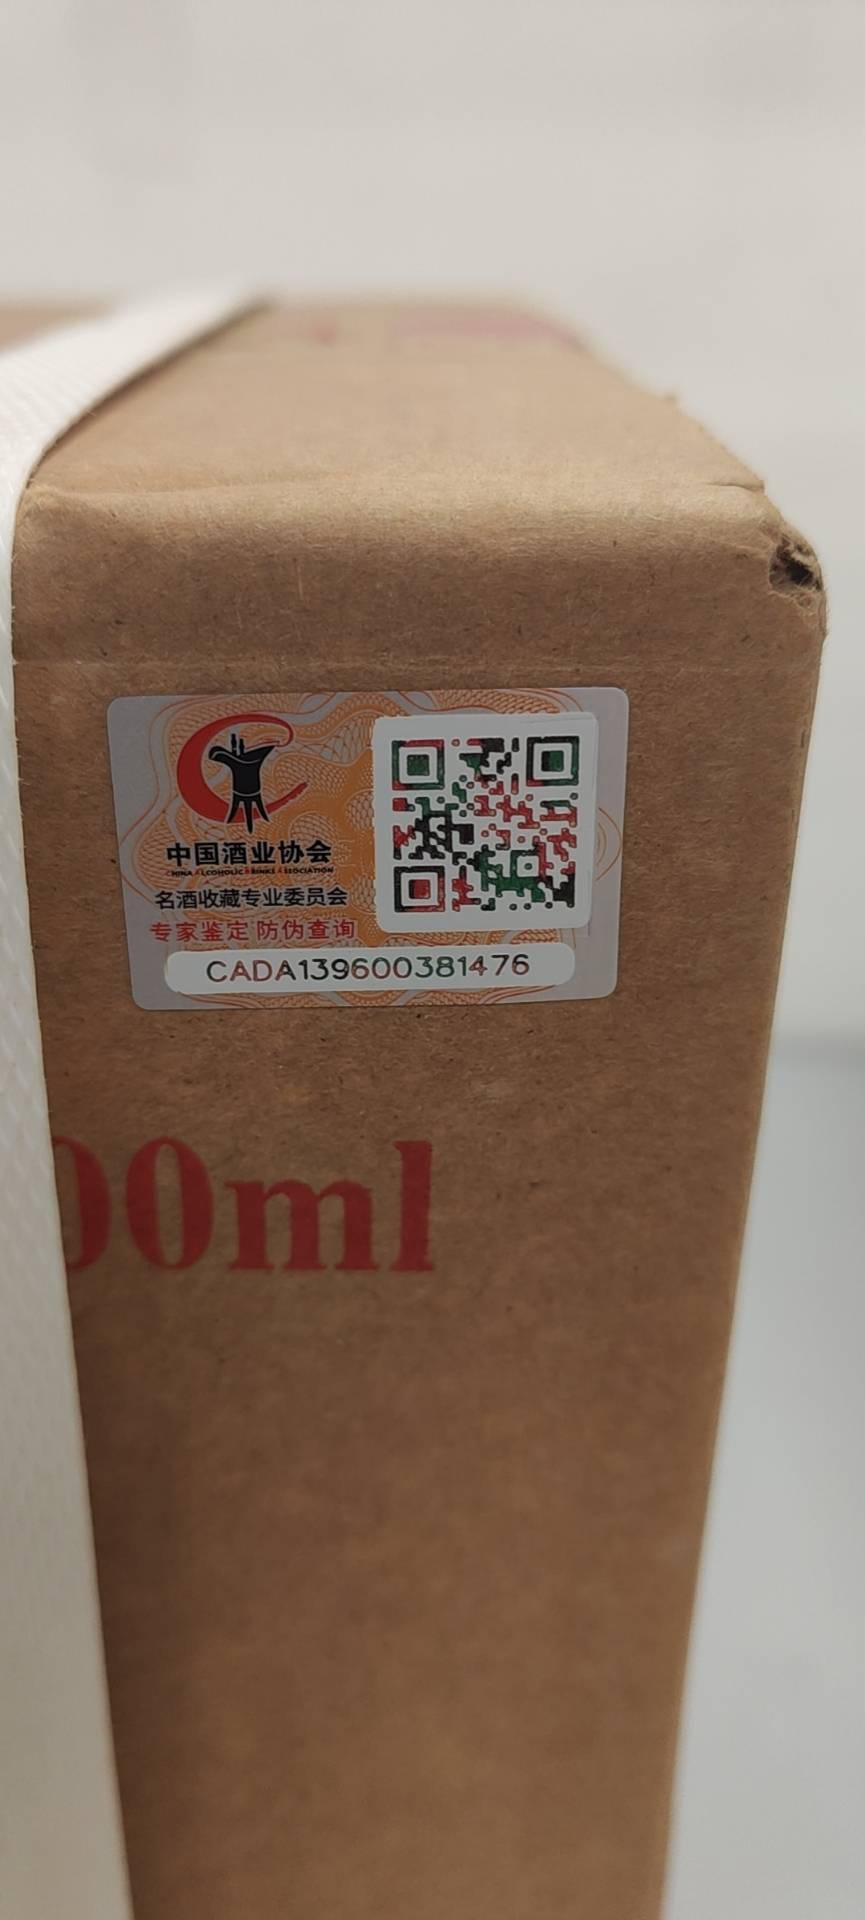 中国酒业协会
CHINA ALCOHOLIC DRINKS ASSOCIATION
名酒收藏专业委员会
专家鉴定 防伪查询
CADA139600381476
00ml